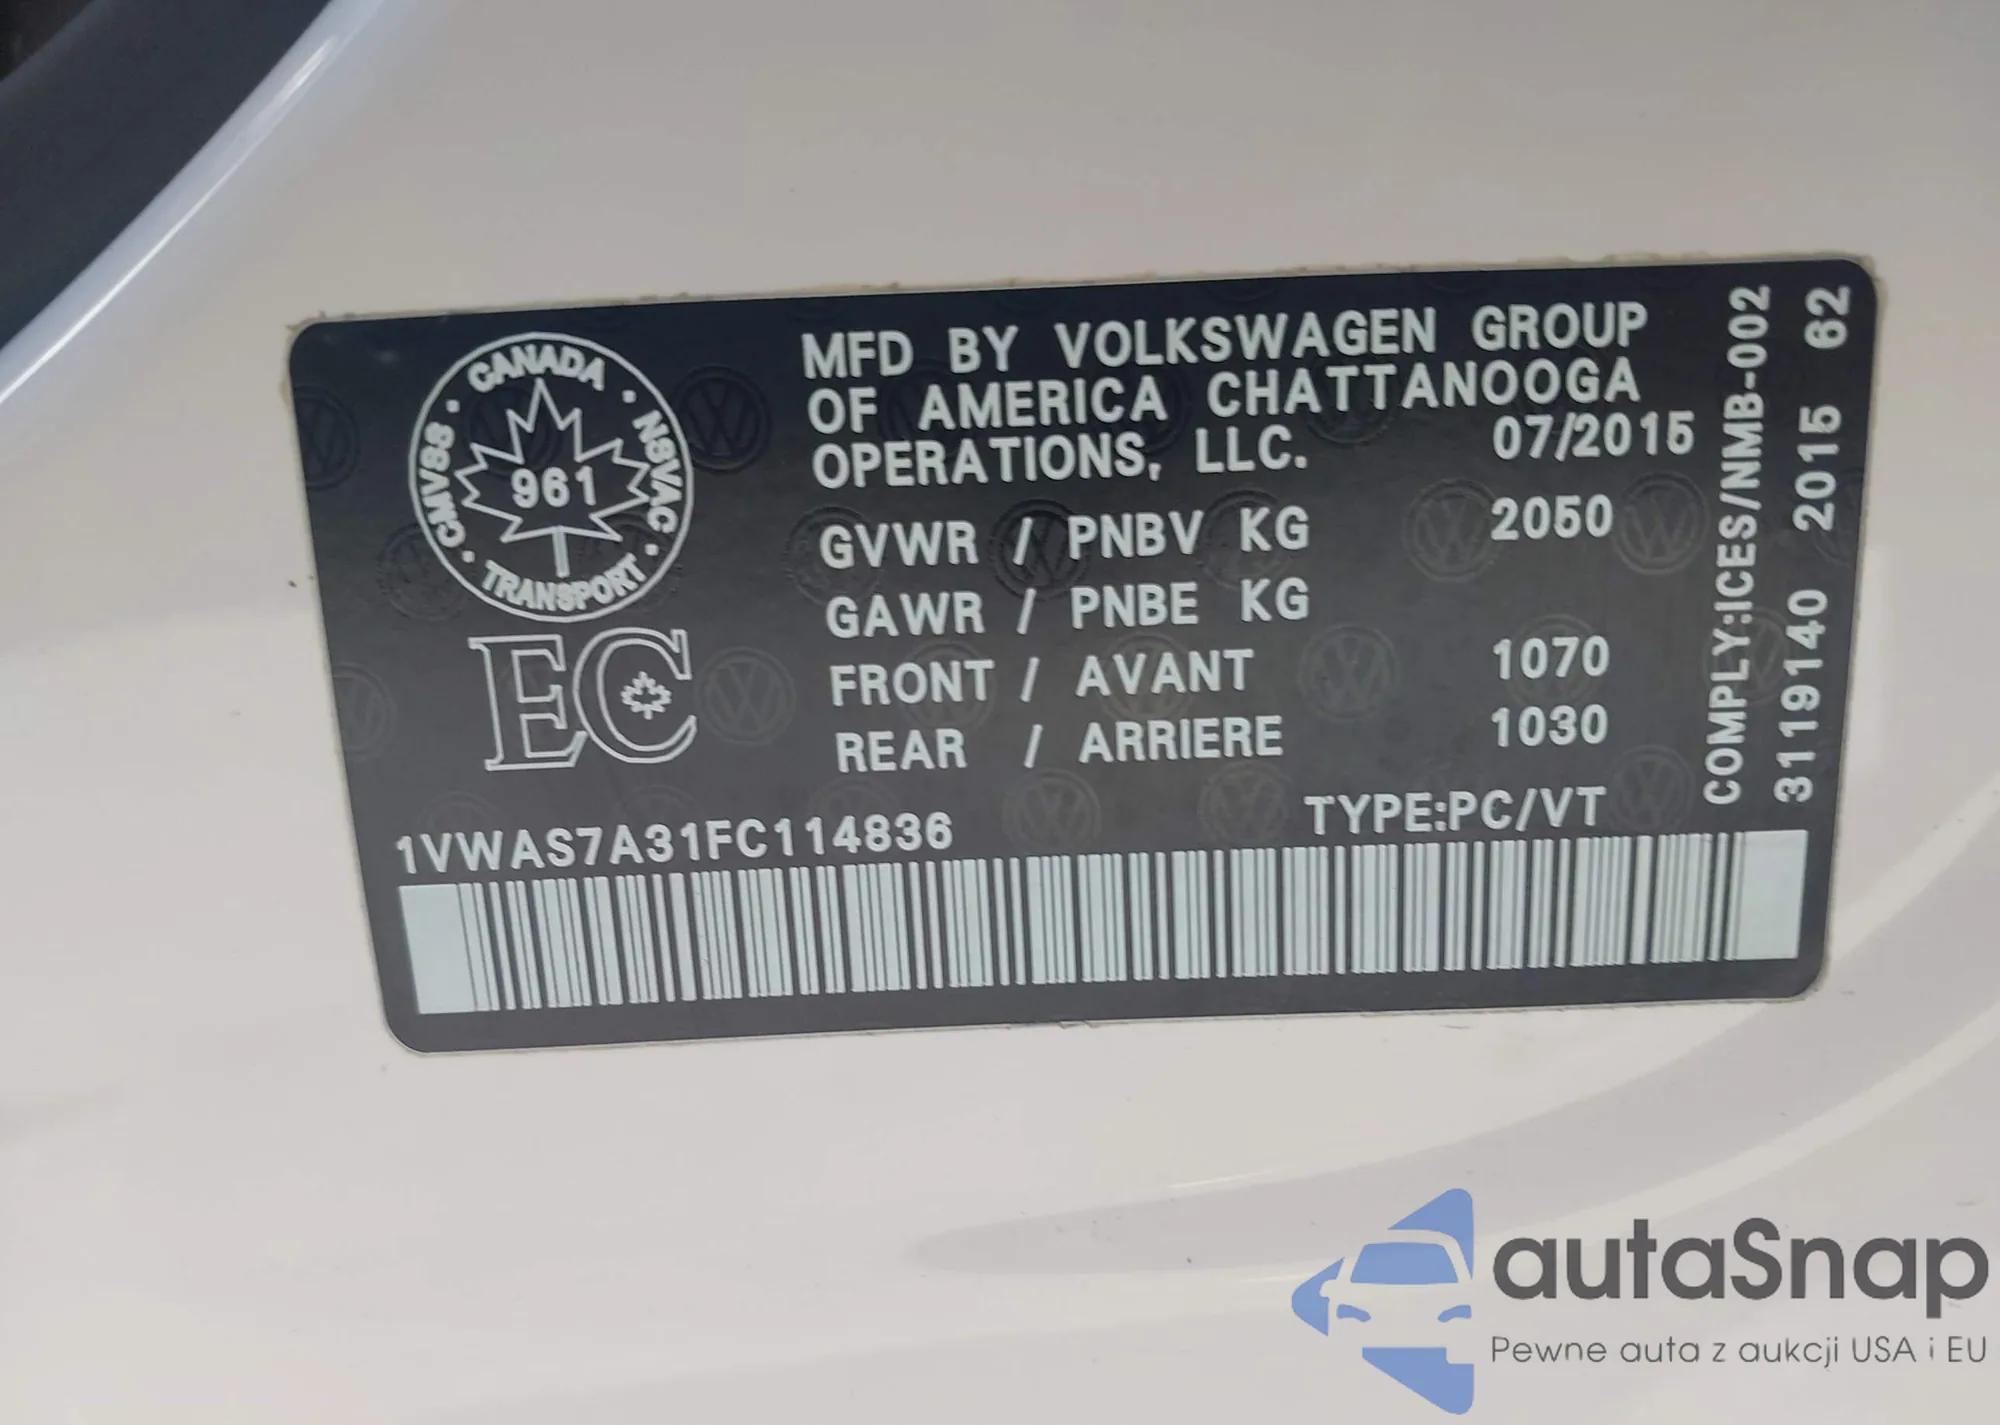 CANADA
CMVSS · NSVAC
961
TRANSPORT
EC
MFD BY VOLKSWAGEN GROUP
OF AMERICA CHATTANOOGA
OPERATIONS, LLC. 07/2015
GVWR / PNBV KG 2050
GAWR / PNBE KG
FRONT / AVANT 1070
REAR / ARRIERE 1030
1VWAS7A31FC114836 TYPE:PC/VT
COMPLY:ICES/NMB-002
3119140 2015 62
autaSnap
Pewne auta z aukcji USA i EU